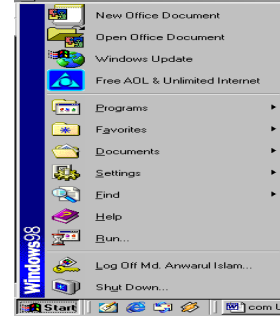 New Office Document
Open Office Document
Windows Update
Free AOL & Unlimited Internet
Programs
Favorites
Documents
Settings
Find
Help
Run...
Log Off Md. Anwarul Islam...
Shut Down...
Windows98
Start
com U